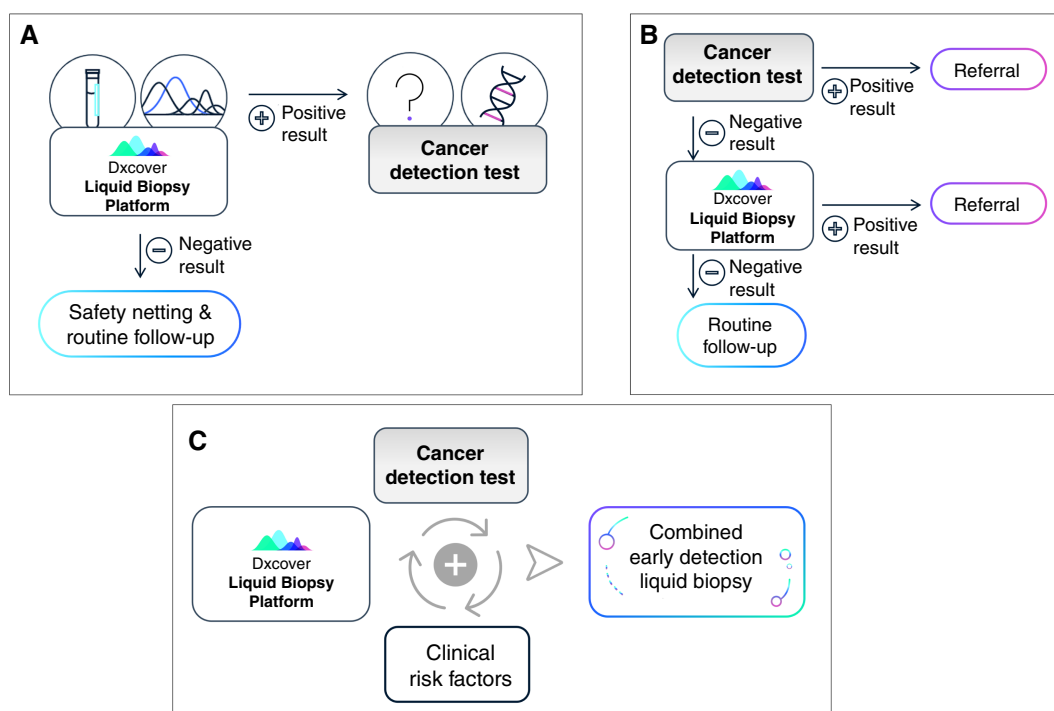 A
?
+ Positive
result
Dxcover
Liquid Biopsy
Platform
Cancer
detection test
− Negative
result
Safety netting &
routine follow-up
B
Cancer
detection test
+ Positive
result
Referral
− Negative
result
Dxcover
Liquid Biopsy
Platform
+ Positive
result
Referral
− Negative
result
Routine
follow-up
C
Cancer
detection test
Dxcover
Liquid Biopsy
Platform
+
Clinical
risk factors
Combined
early detection
liquid biopsy